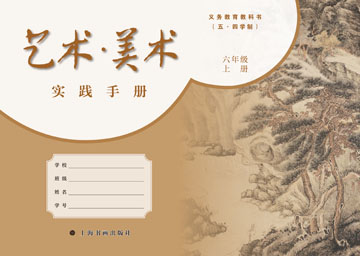 义务教育教科书
（五·四学制）
艺术·美术
实践手册
六年级
上册
学校
班级
姓名
学号
上海书画出版社